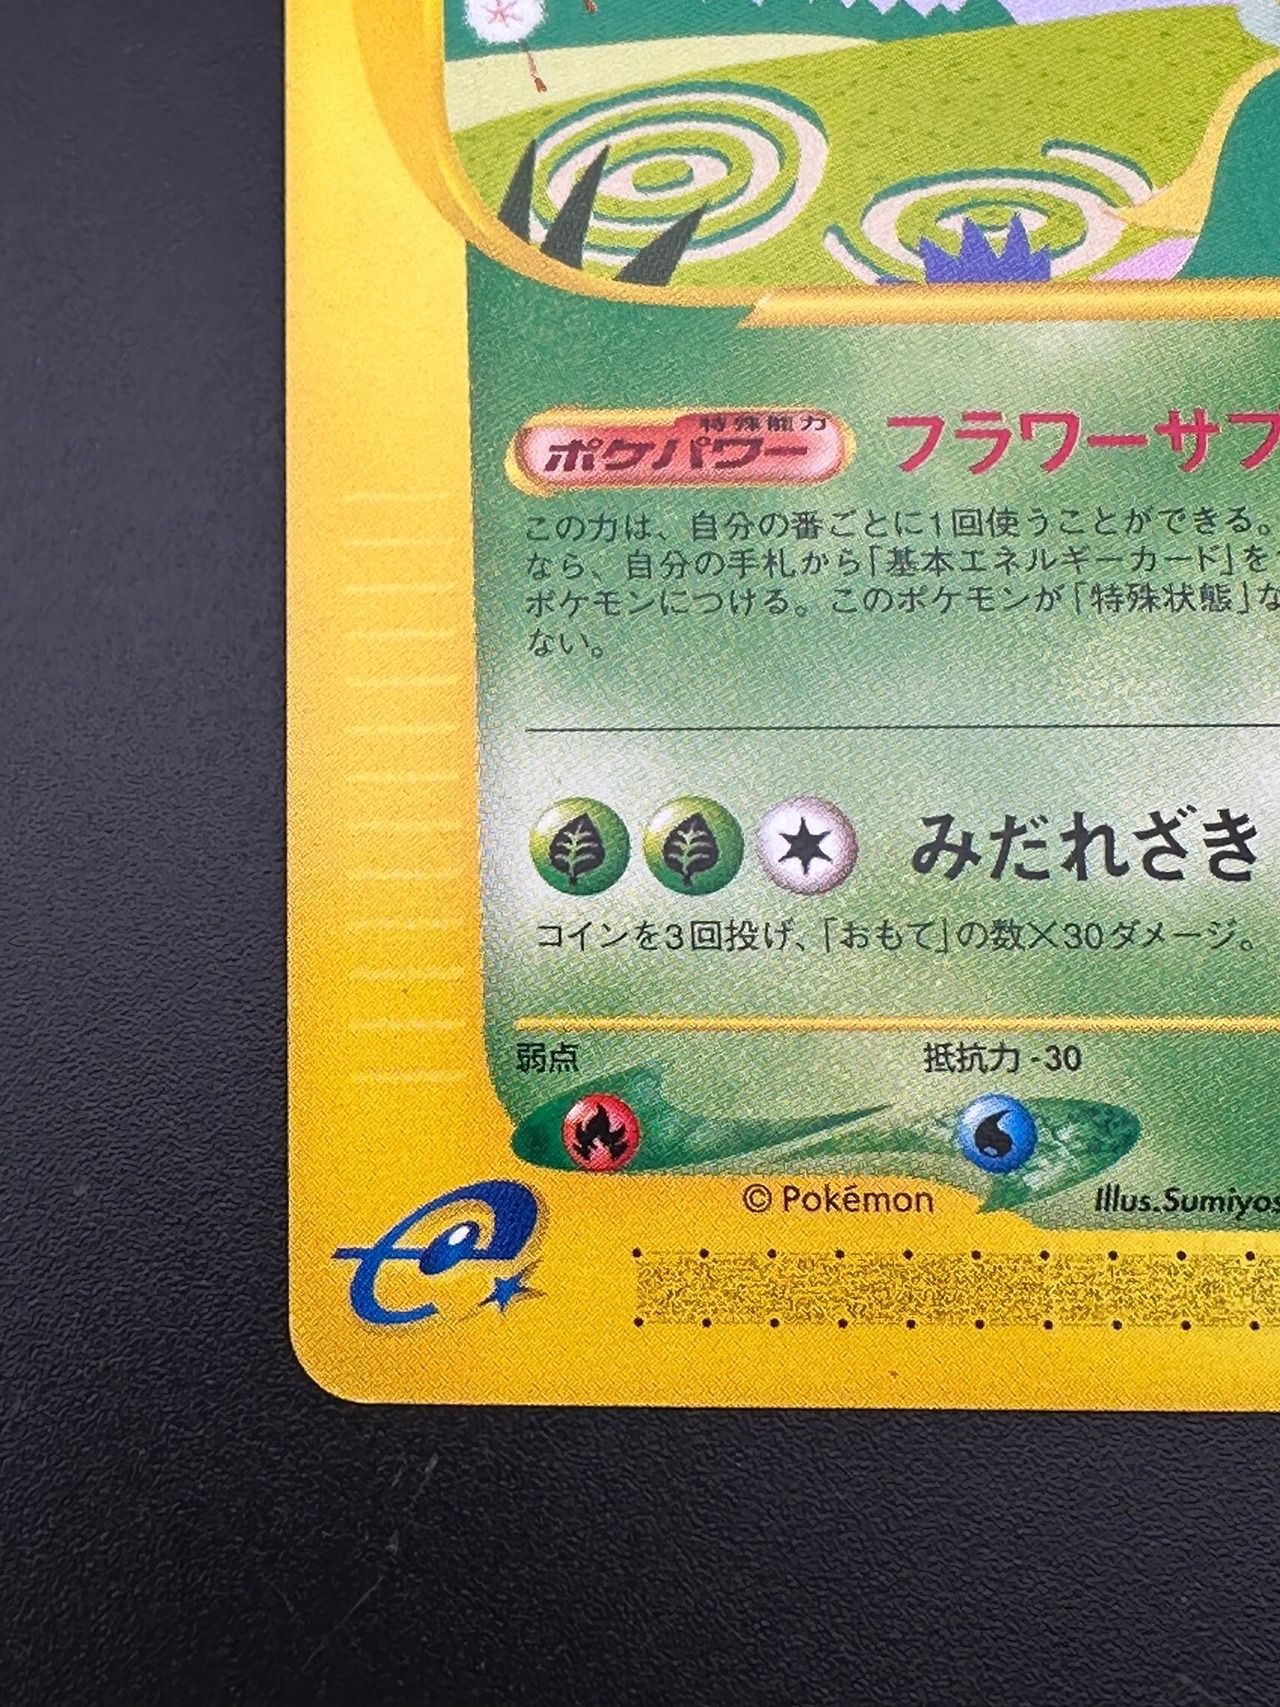 特殊能力
ポケパワー フラワーサプ
この力は、自分の番ごとに1回使うことができる。
なら、自分の手札から「基本エネルギーカード」を
ポケモンにつける。このポケモンが「特殊状態」な
ない。
みだれざき
コインを3回投げ、「おもて」の数×30ダメージ。
弱点 抵抗力 -30
© Pokémon Illus.Sumiyos
e